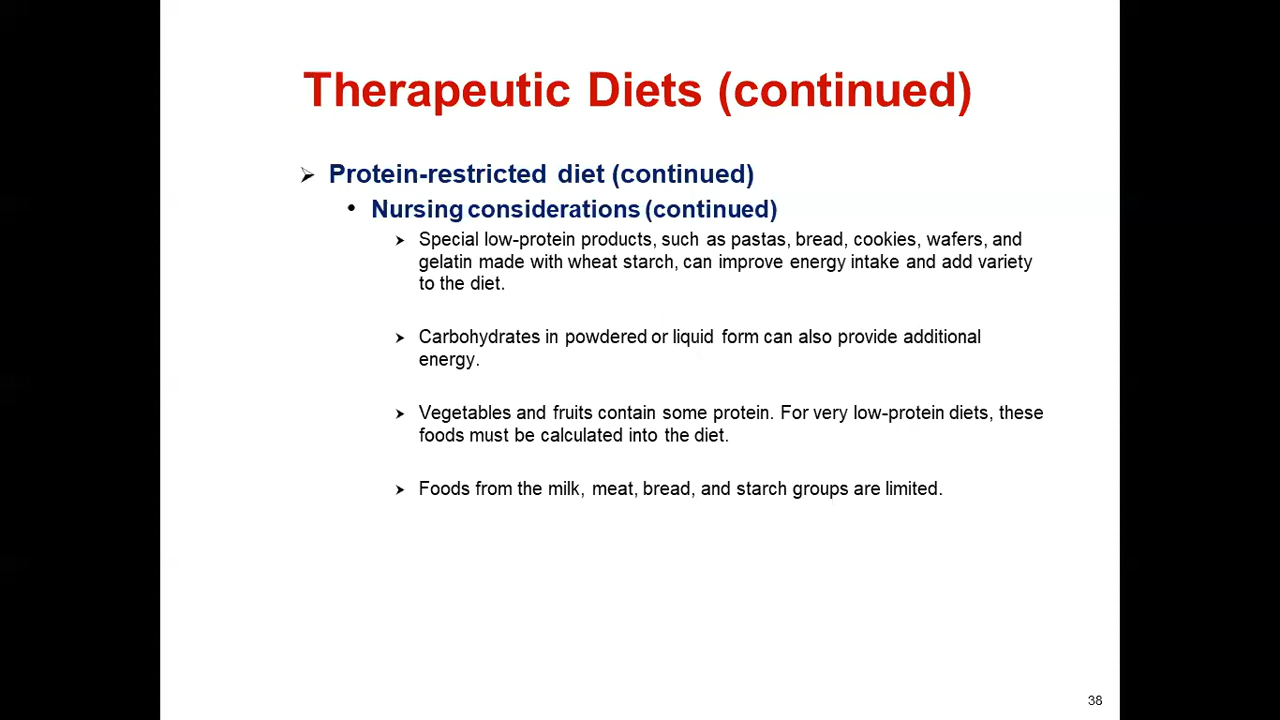 Therapeutic Diets (continued)
Protein-restricted diet (continued)
Nursing considerations (continued)
Special low-protein products, such as pastas, bread, cookies, wafers, and
gelatin made with wheat starch, can improve energy intake and add variety
to the diet.
Carbohydrates in powdered or liquid form can also provide additional
energy.
Vegetables and fruits contain some protein. For very low-protein diets, these
foods must be calculated into the diet.
Foods from the milk, meat, bread, and starch groups are limited.
38